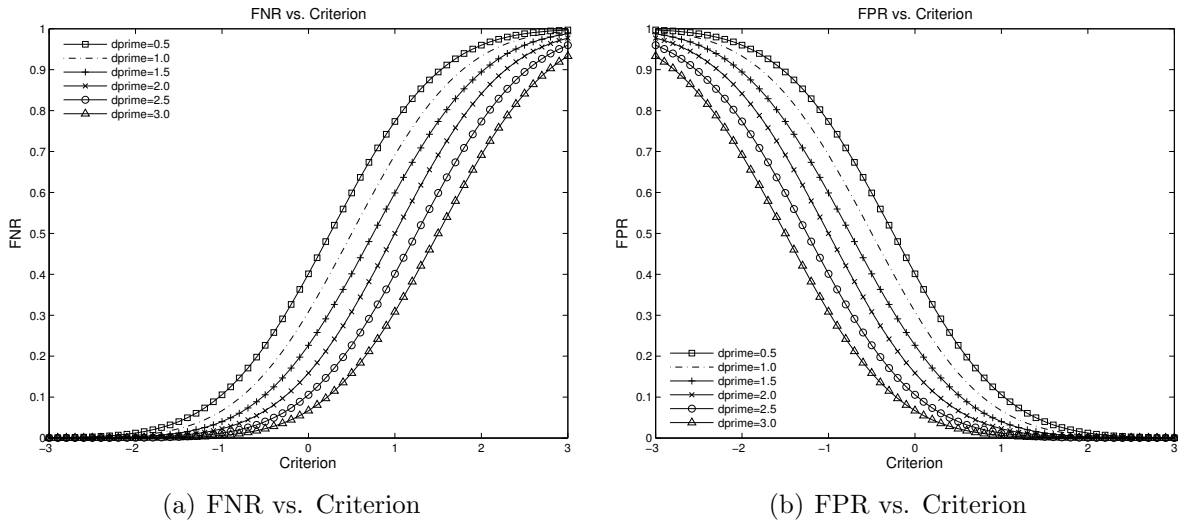 FNR vs. Criterion
1
0.9
0.8
0.7
0.6
0.5
0.4
0.3
0.2
0.1
0
FNR
dprime=0.5
dprime=1.0
dprime=1.5
dprime=2.0
dprime=2.5
dprime=3.0
−3 −2 −1 0 1 2 3
Criterion
(a) FNR vs. Criterion
FPR vs. Criterion
1
0.9
0.8
0.7
0.6
0.5
0.4
0.3
0.2
0.1
0
FPR
dprime=0.5
dprime=1.0
dprime=1.5
dprime=2.0
dprime=2.5
dprime=3.0
−3 −2 −1 0 1 2 3
Criterion
(b) FPR vs. Criterion